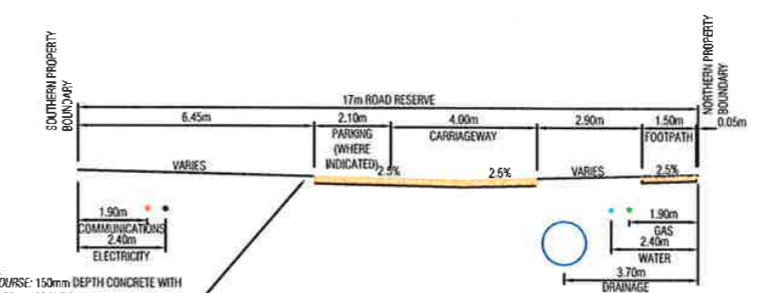 SOUTHERN PROPERTY
BOUNDARY
NORTHERN PROPERTY
BOUNDARY
17m ROAD RESERVE
6.45m
2.10m
4.00m
2.90m
1.50m
0.05m
PARKING
(WHERE
INDICATED)
CARRIAGEWAY
FOOTPATH
VARIES
2.5%
2.5%
VARIES
2.5%
1.90m
COMMUNICATIONS
2.40m
ELECTRICITY
1.90m
GAS
2.40m
WATER
3.70m
DRAINAGE
OURSE: 150mm DEPTH CONCRETE WITH